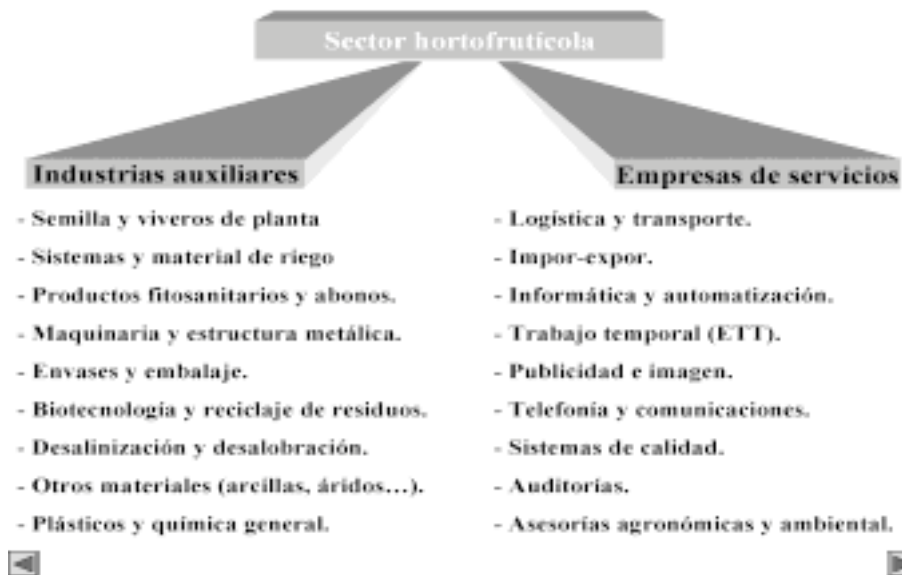 Sector hortofrutícola
Industrias auxiliares
- Semilla y viveros de planta
- Sistemas y material de riego
- Productos fitosanitarios y abonos.
- Maquinaria y estructura metálica.
- Envases y embalaje.
- Biotecnología y reciclaje de residuos.
- Desalinización y desalobración.
- Otros materiales (arcillas, áridos...).
- Plásticos y química general.
Empresas de servicios
- Logística y transporte.
- Impor-expor.
- Informática y automatización.
- Trabajo temporal (ETT).
- Publicidad e imagen.
- Telefonía y comunicaciones.
- Sistemas de calidad.
- Auditorías.
- Asesorías agronómicas y ambiental.